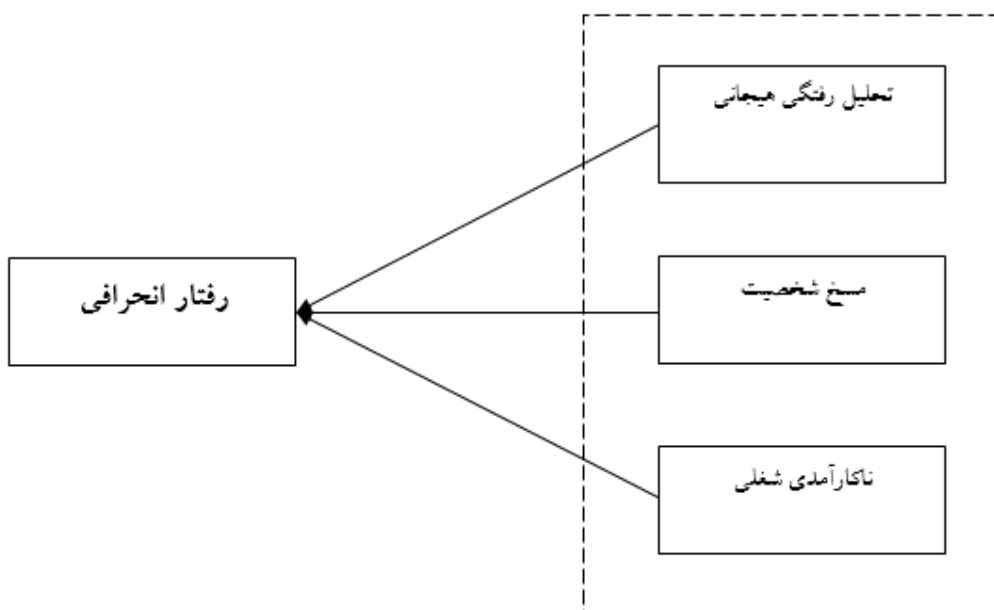 تحلیل رفتگی هیجانی
مسخ شخصیت
رفتار انحرافی
ناکارآمدی شغلی